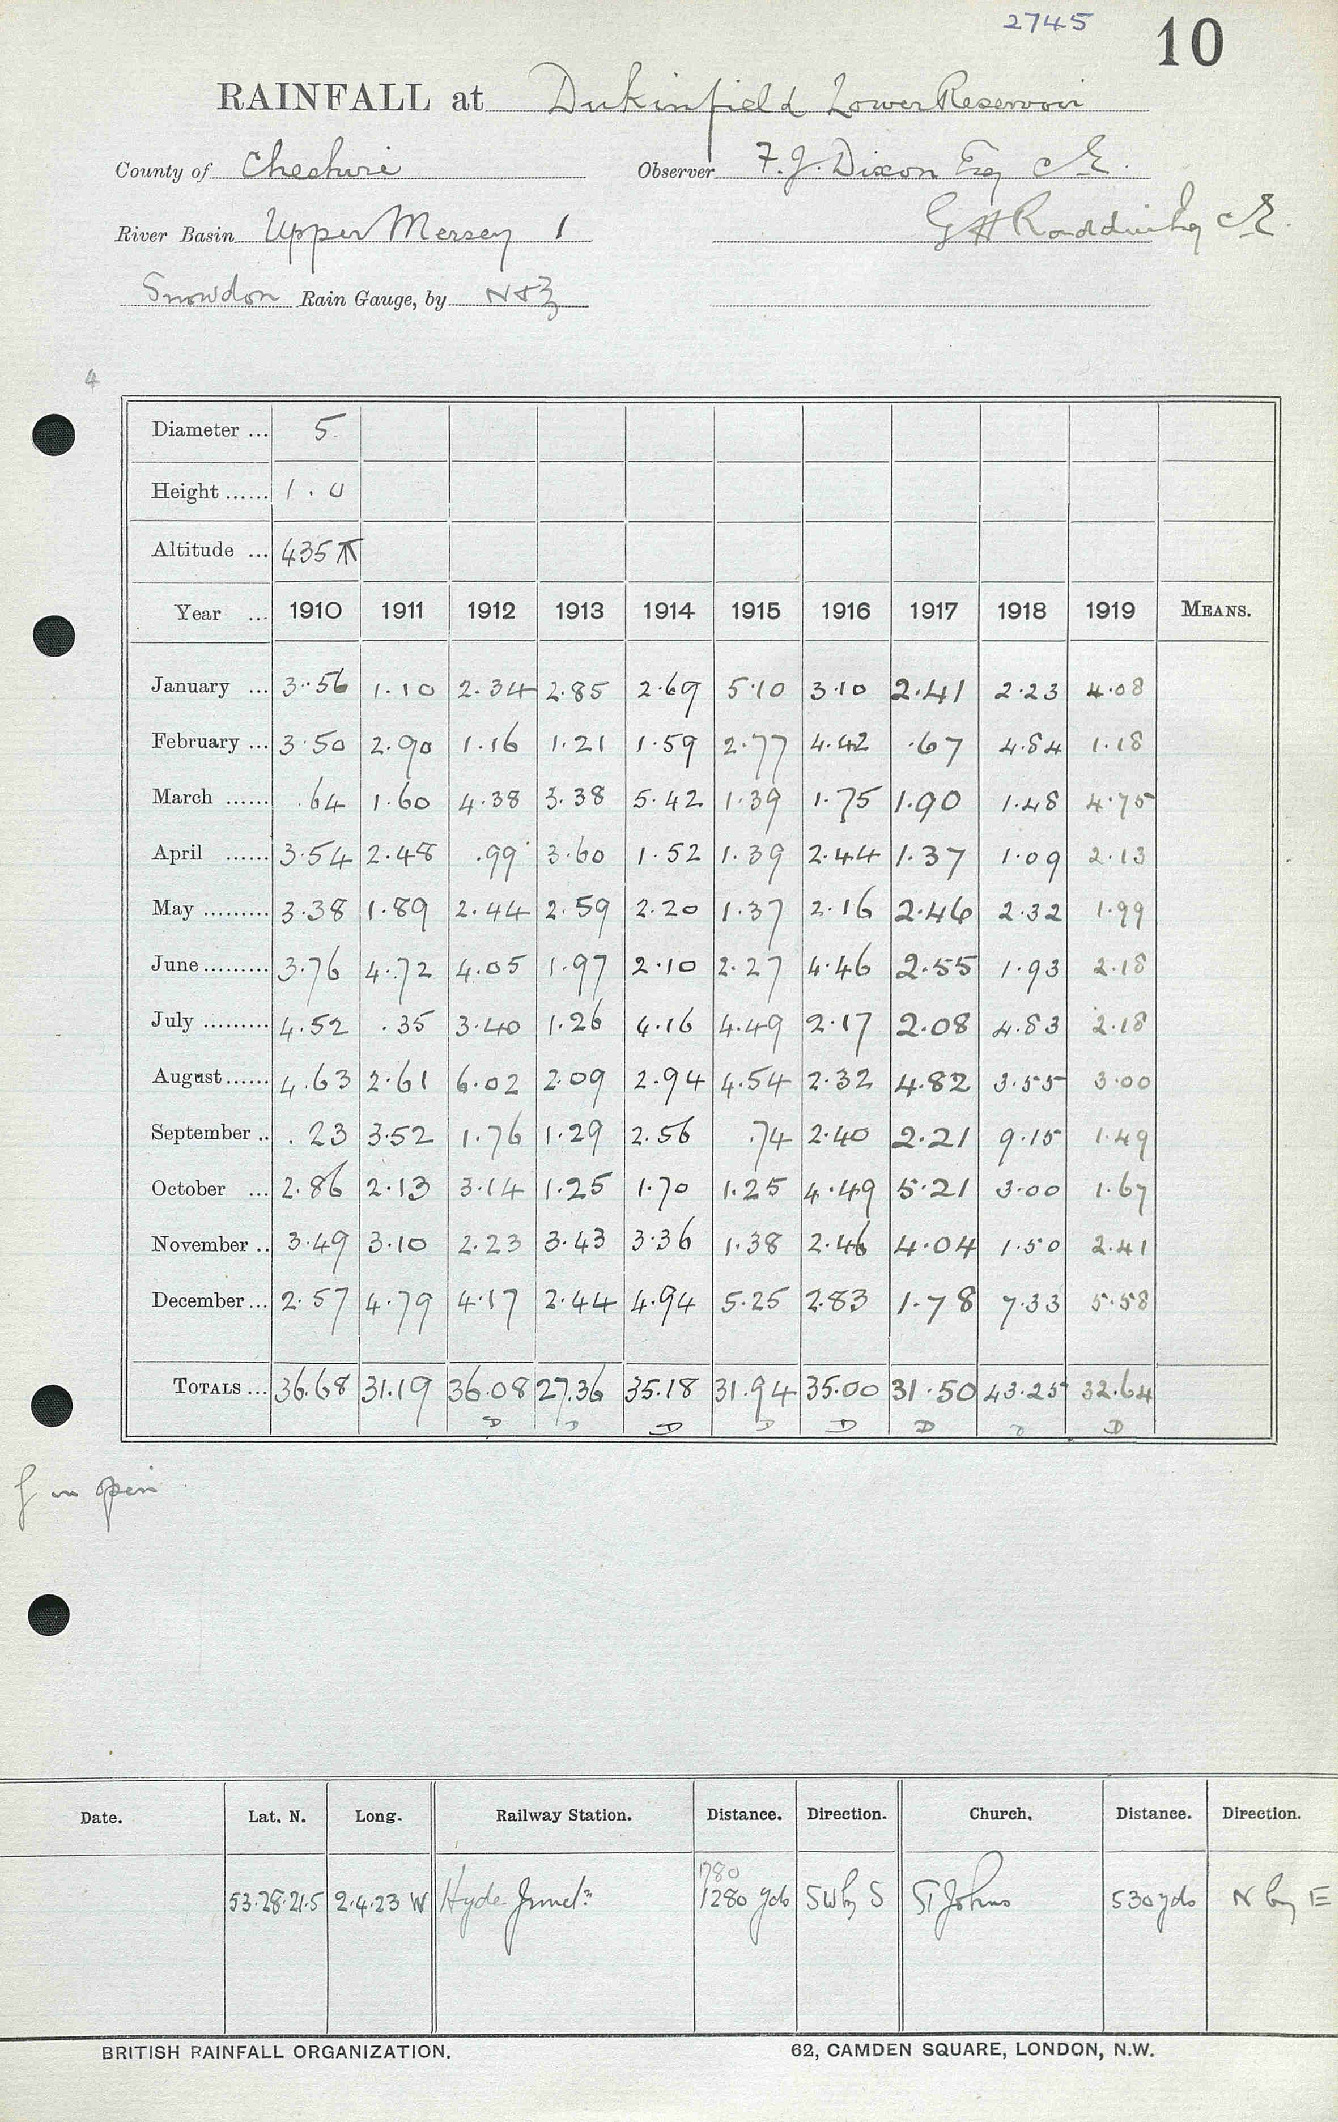 2745
10
RAINFALL at Dukinfield Lower Reservoir
County of Cheshire Observer F. J. Dixon Esq C.E.
River Basin Upper Mersey 1 G H C.E.
Snowdon Rain Gauge, by N&Z
4
Diameter ... 5
Height ...... 1.0
Altitude ... 435
Year ... 1910 1911 1912 1913 1914 1915 1916 1917 1918 1919 MEANS.
January ... 3.56 1.10 2.34 2.85 2.69 5.10 3.10 2.41 2.23 4.08
February ... 3.50 2.90 1.16 1.21 1.59 2.77 4.42 .67 4.84 1.18
March ...... .64 1.60 4.38 3.38 5.42 1.39 1.75 1.90 1.48 4.75
April ...... 3.54 2.48 .99 3.60 1.52 1.39 2.44 1.37 1.09 2.13
May ......... 3.38 1.89 2.44 2.59 2.20 1.37 2.16 2.46 2.32 1.99
June ......... 3.76 4.72 4.05 1.97 2.10 2.27 4.46 2.55 1.93 2.18
July ......... 4.52 .35 3.40 1.26 4.16 4.49 2.17 2.08 4.83 2.18
August...... 4.63 2.61 6.02 2.09 2.94 4.54 2.32 4.82 3.55 3.00
September .. .23 3.52 1.76 1.29 2.56 .74 2.40 2.21 9.15 1.49
October ... 2.86 2.13 3.14 1.25 1.70 1.25 4.49 5.21 3.00 1.67
November .. 3.49 3.10 2.23 3.43 3.36 1.38 2.46 4.04 1.50 2.41
December ... 2.57 4.79 4.17 2.44 4.94 5.25 2.83 1.78 7.33 5.58
TOTALS ... 36.68 31.19 36.08 27.36 35.18 31.94 35.00 31.50 43.25 32.64
D D D D D D D D
in open
Date. Lat. N. Long. Railway Station. Distance. Direction. Church. Distance. Direction.
780
53.28.21.5 2.4.23 W Hyde Junct? 1280 yds SW by S St Johns 530 yds N by E
BRITISH RAINFALL ORGANIZATION. 62, CAMDEN SQUARE, LONDON, N.W.